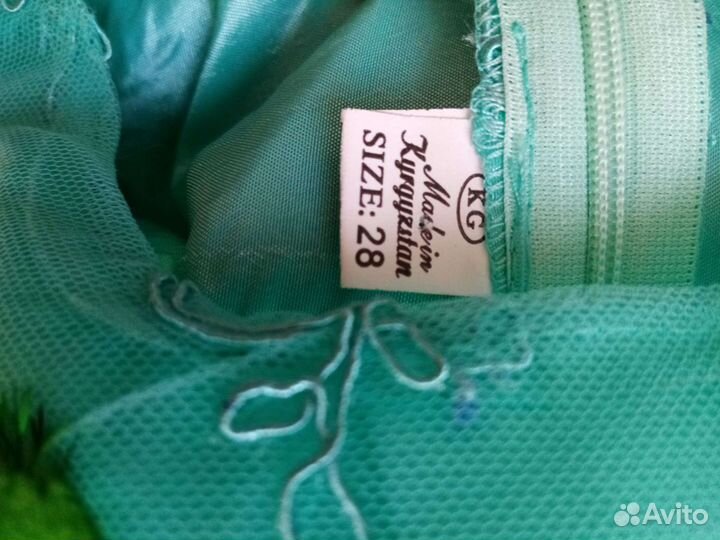 KG
Made in
Kyrgyzstan
SIZE: 28
Avito